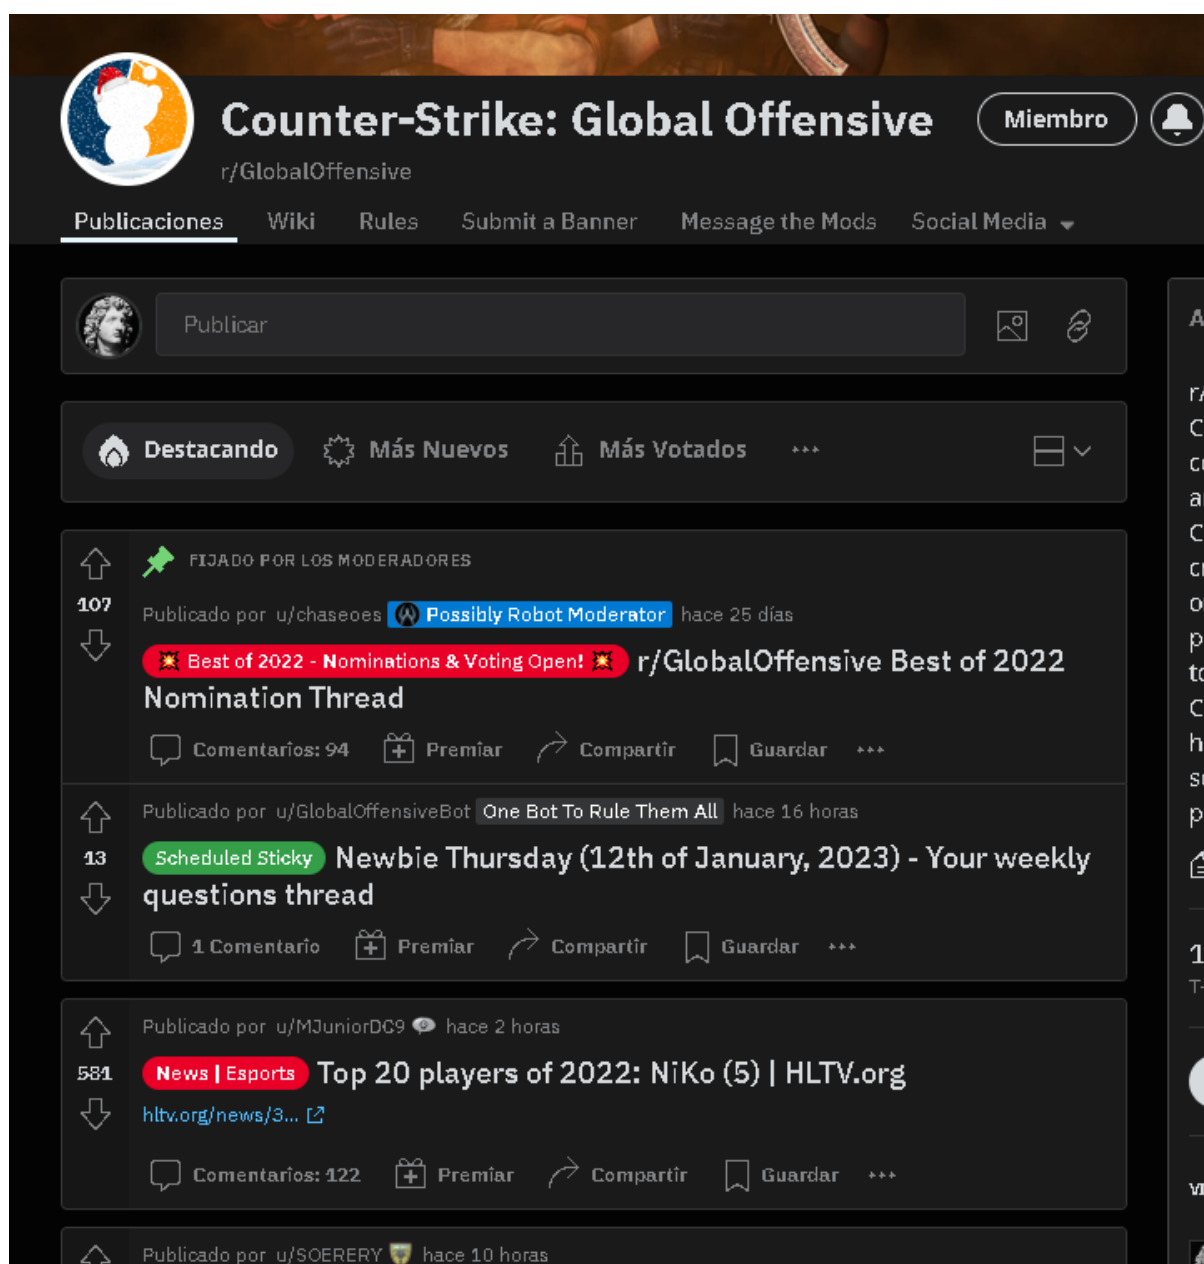 Counter-Strike: Global Offensive
Miembro
r/GlobalOffensive
Publicaciones Wiki Rules Submit a Banner Message the Mods Social Media
Publicar
Destacando Más Nuevos Más Votados
FIJADO POR LOS MODERADORES
107
Publicado por u/chaseoes Possibly Robot Moderator hace 25 días
Best of 2022 - Nominations & Voting Open! r/GlobalOffensive Best of 2022
Nomination Thread
Comentarios: 94 Premiar Compartir Guardar
Publicado por u/GlobalOffensiveBot One Bot To Rule Them All hace 16 horas
13
Scheduled Sticky Newbie Thursday (12th of January, 2023) - Your weekly
questions thread
1 Comentario Premiar Compartir Guardar
Publicado por u/MJuniorDC9 hace 2 horas
581
News | Esports Top 20 players of 2022: NiKo (5) | HLTV.org
hltv.org/news/3...
Comentarios: 122 Premiar Compartir Guardar
Publicado por u/SOERERY hace 10 horas